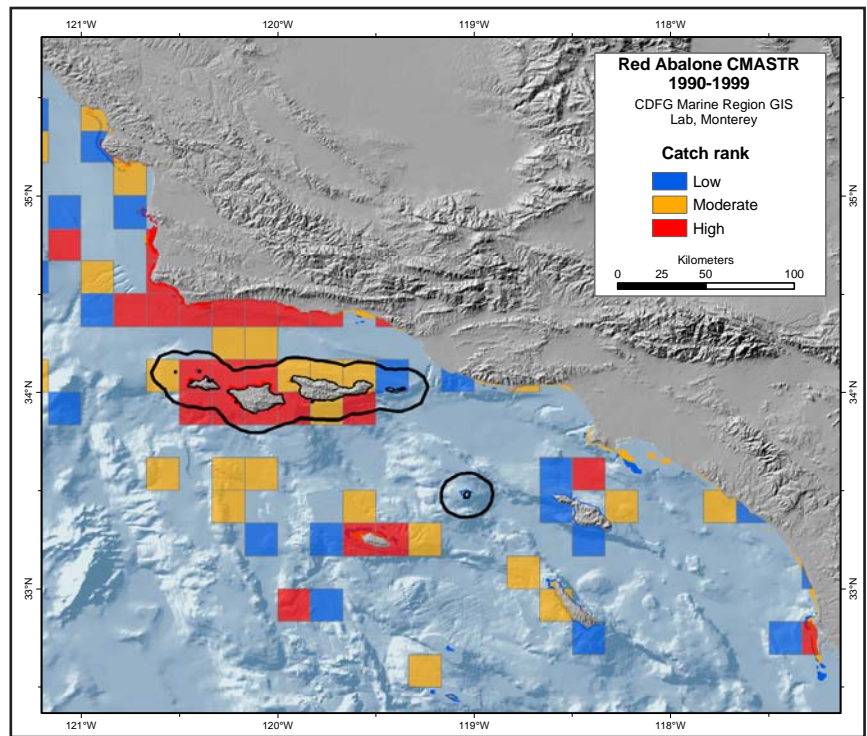 121°W 120°W 119°W 118°W
Red Abalone CMASTR
1990-1999
CDFG Marine Region GIS
Lab, Monterey
Catch rank
Low
Moderate
High
Kilometers
0 25 50 100
35°N 35°N
34°N 34°N
33°N 33°N
121°W 120°W 119°W 118°W